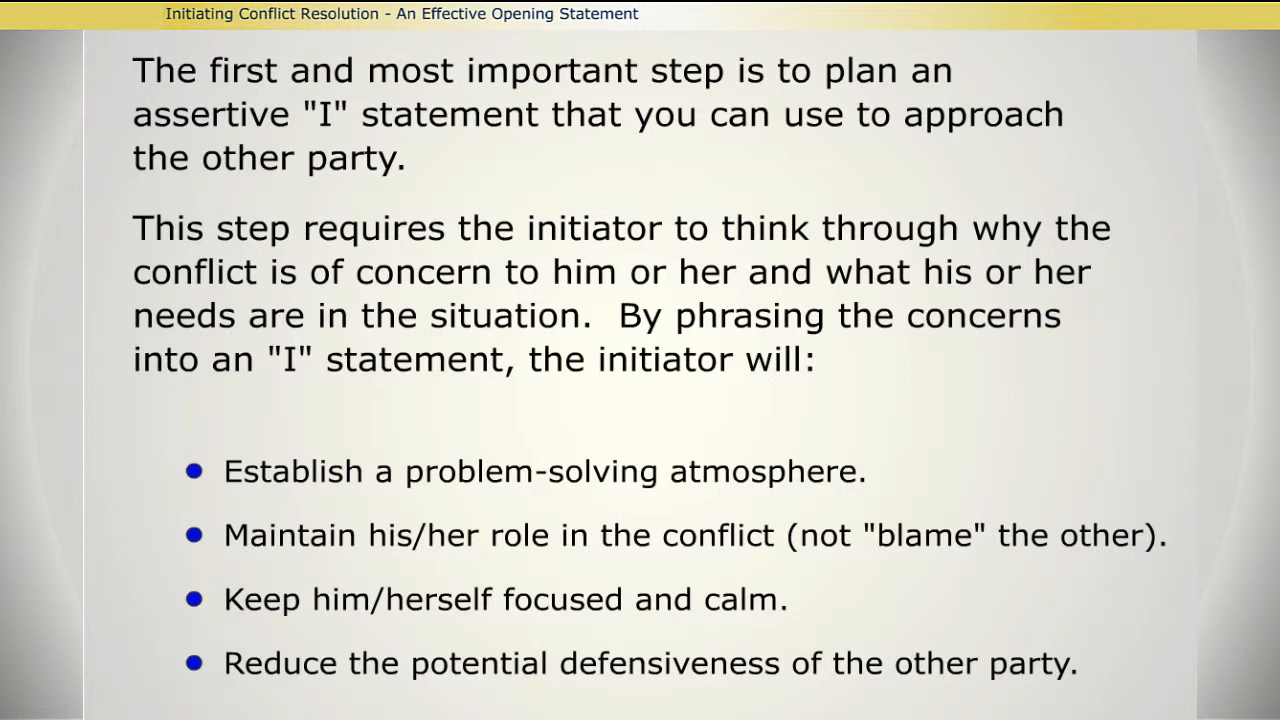 Initiating Conflict Resolution - An Effective Opening Statement
The first and most important step is to plan an
assertive "I" statement that you can use to approach
the other party.
This step requires the initiator to think through why the
conflict is of concern to him or her and what his or her
needs are in the situation.  By phrasing the concerns
into an "I" statement, the initiator will:
● Establish a problem-solving atmosphere.
● Maintain his/her role in the conflict (not "blame" the other).
● Keep him/herself focused and calm.
● Reduce the potential defensiveness of the other party.